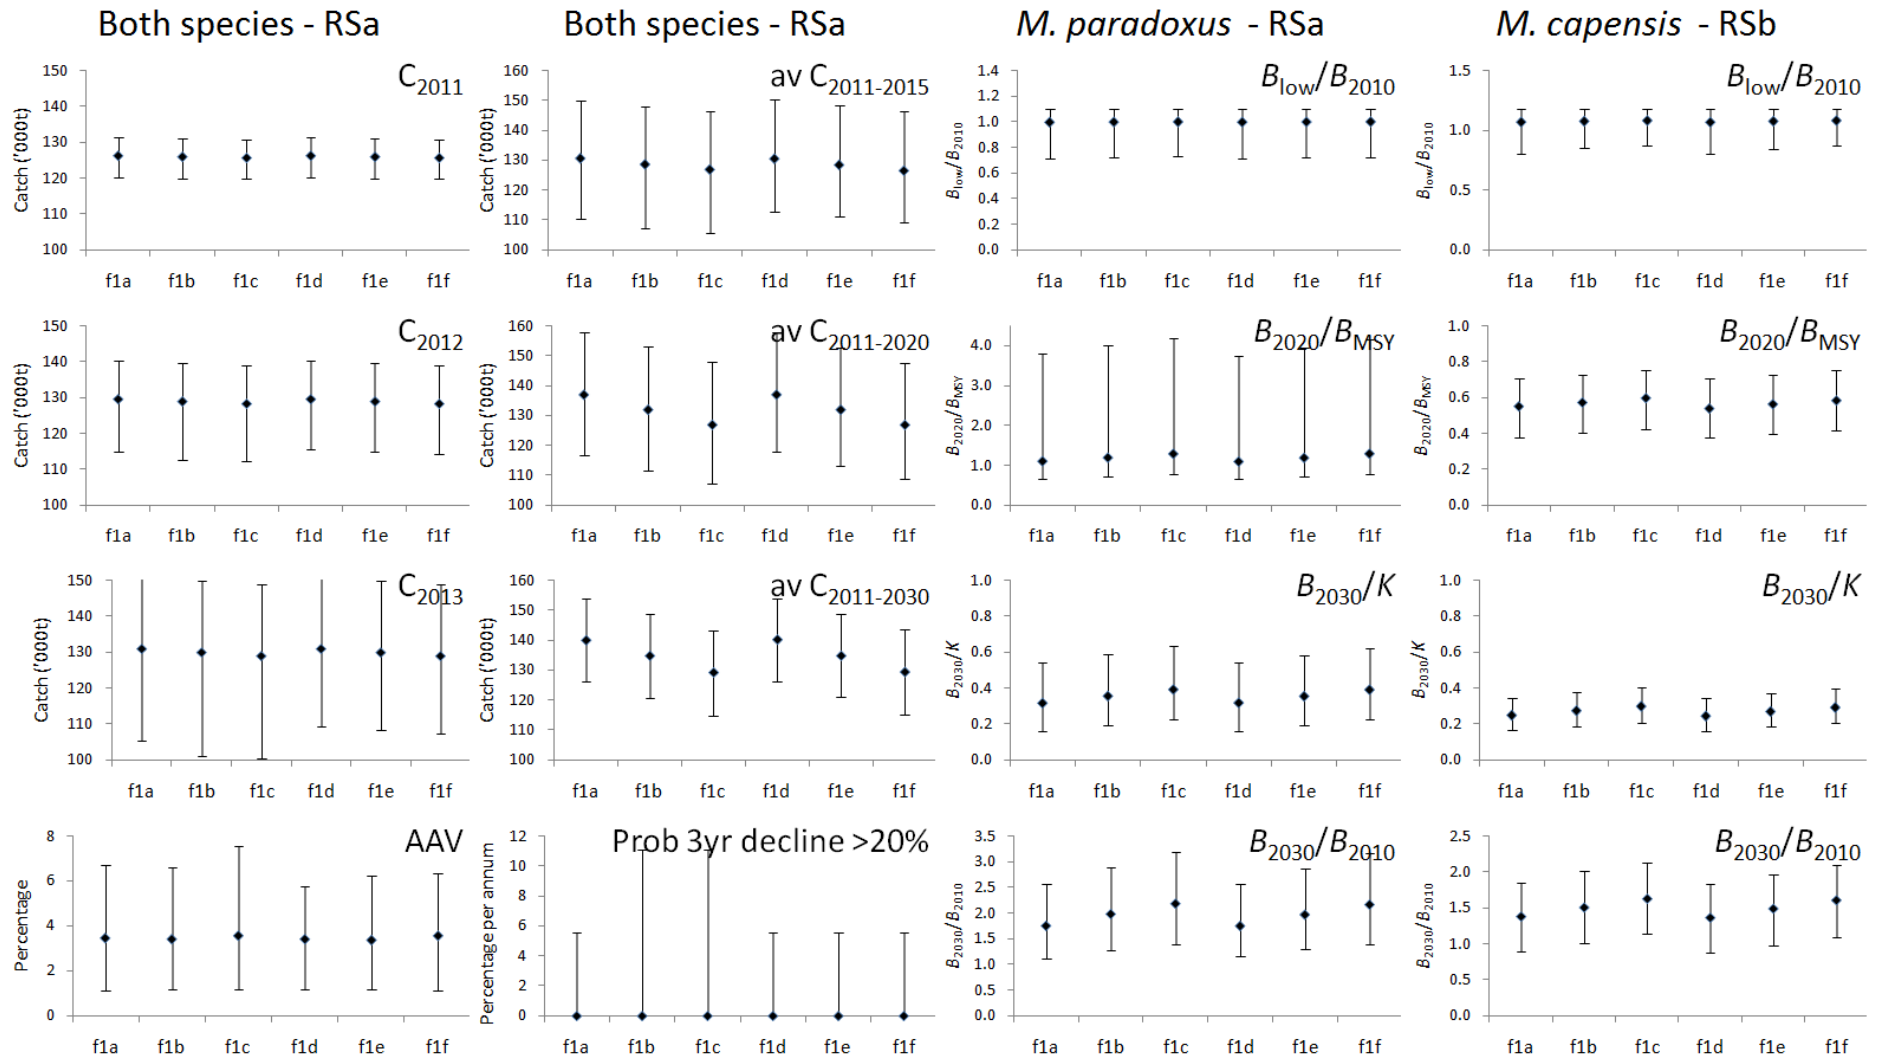 Both species - RSa
Both species - RSa
M. paradoxus - RSa
M. capensis - RSb
C2011
Catch ('000t)
150
140
130
120
110
100
f1a f1b f1c f1d f1e f1f
av C2011-2015
Catch ('000t)
160
150
140
130
120
110
100
f1a f1b f1c f1d f1e f1f
Blow/B2010
Blow/B2010
1.4
1.2
1.0
0.8
0.6
0.4
0.2
0.0
f1a f1b f1c f1d f1e f1f
Blow/B2010
Blow/B2010
1.5
1.0
0.5
0.0
f1a f1b f1c f1d f1e f1f
C2012
Catch ('000t)
150
140
130
120
110
100
f1a f1b f1c f1d f1e f1f
av C2011-2020
Catch ('000t)
160
150
140
130
120
110
100
f1a f1b f1c f1d f1e f1f
B2020/BMSY
B2020/BMSY
4.0
3.0
2.0
1.0
0.0
f1a f1b f1c f1d f1e f1f
B2020/BMSY
B2020/BMSY
1.0
0.8
0.6
0.4
0.2
0.0
f1a f1b f1c f1d f1e f1f
C2013
Catch ('000t)
150
140
130
120
110
100
f1a f1b f1c f1d f1e f1f
av C2011-2030
Catch ('000t)
160
150
140
130
120
110
100
f1a f1b f1c f1d f1e f1f
B2030/K
B2030/K
1.0
0.8
0.6
0.4
0.2
0.0
f1a f1b f1c f1d f1e f1f
B2030/K
B2030/K
1.0
0.8
0.6
0.4
0.2
0.0
f1a f1b f1c f1d f1e f1f
AAV
Percentage
8
6
4
2
0
f1a f1b f1c f1d f1e f1f
Prob 3yr decline >20%
Percentage per annum
12
10
8
6
4
2
0
f1a f1b f1c f1d f1e f1f
B2030/B2010
B2030/B2010
3.5
3.0
2.5
2.0
1.5
1.0
0.5
0.0
f1a f1b f1c f1d f1e f1f
B2030/B2010
B2030/B2010
2.5
2.0
1.5
1.0
0.5
0.0
f1a f1b f1c f1d f1e f1f